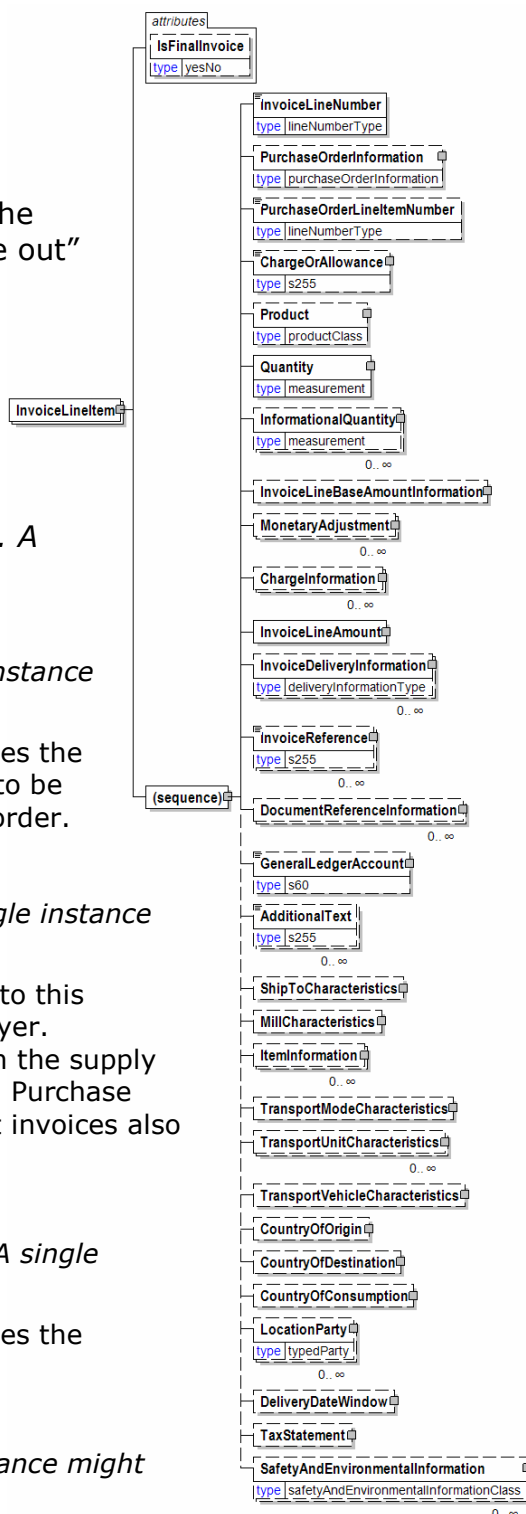 attributes
IsFinalInvoice
type yesNo
InvoiceLineNumber
type lineNumberType
PurchaseOrderInformation
type purchaseOrderInformation
he
PurchaseOrderLineItemNumber
type lineNumberType
e out”
ChargeOrAllowance
type s255
Product
type productClass
Quantity
type measurement
InvoiceLineItem
InformationalQuantity
type measurement
0.. ∞
InvoiceLineBaseAmountInformation
. A
MonetaryAdjustment
0.. ∞
ChargeInformation
0.. ∞
InvoiceLineAmount
nstance
InvoiceDeliveryInformation
type deliveryInformationType
0.. ∞
es the
InvoiceReference
type s255
to be
0.. ∞
(sequence)
order.
DocumentReferenceInformation
0.. ∞
GeneralLedgerAccount
type s60
gle instance
AdditionalText
type s255
0.. ∞
to this
ShipToCharacteristics
yer.
MillCharacteristics
n the supply
ItemInformation
0.. ∞
Purchase
TransportModeCharacteristics
t invoices also
TransportUnitCharacteristics
0.. ∞
TransportVehicleCharacteristics
CountryOfOrigin
A single
CountryOfDestination
CountryOfConsumption
es the
LocationParty
type typedParty
0.. ∞
DeliveryDateWindow
TaxStatement
ance might
SafetyAndEnvironmentalInformation
type safetyAndEnvironmentalInformationClass
0.. ∞